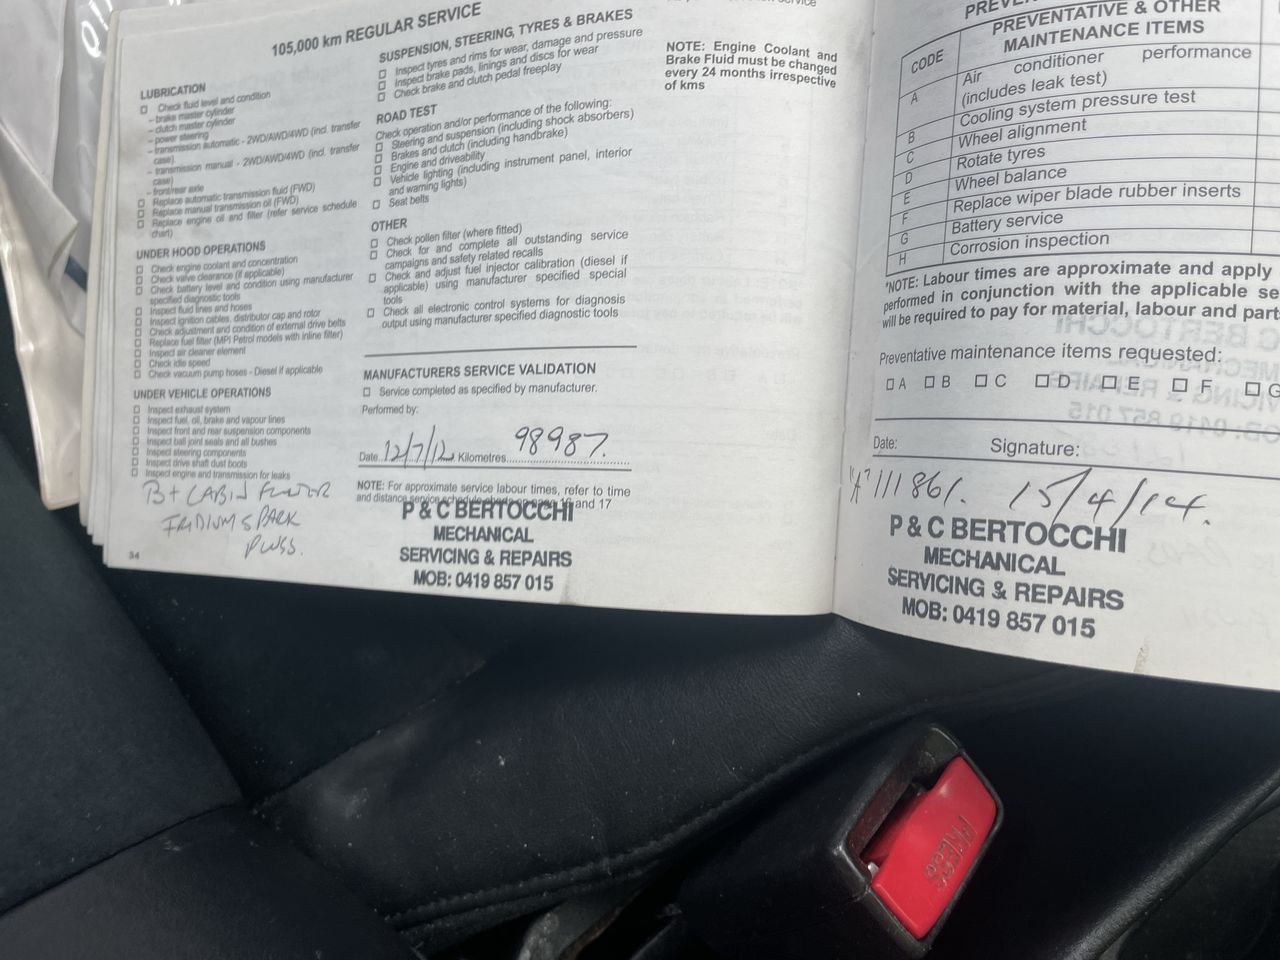 105,000 km REGULAR SERVICE
LUBRICATION
Check fluid level and condition
– brake master cylinder
– clutch master cylinder
– power steering
– transmission automatic - 2WD/AWD/4WD (incl. transfer
case)
– transmission manual - 2WD/AWD/4WD (incl. transfer
case)
– front/rear axle
Replace automatic transmission fluid (FWD)
Replace manual transmission oil (FWD)
Replace engine oil and filter (refer service schedule
chart)
UNDER HOOD OPERATIONS
Check engine coolant and concentration
Check valve clearance (if applicable)
Check battery level and condition using manufacturer
specified diagnostic tools
Inspect fluid lines and hoses
Inspect ignition cables, distributor cap and rotor
Check adjustment and condition of external drive belts
Replace fuel filter (MPI Petrol models with inline filter)
Inspect air cleaner element
Check idle speed
Check vacuum pump hoses - Diesel if applicable
UNDER VEHICLE OPERATIONS
Inspect exhaust system
Inspect fuel, oil, brake and vapour lines
Inspect front and rear suspension components
Inspect ball joint seals and all bushes
Inspect steering components
Inspect drive shaft dust boots
Inspect engine and transmission for leaks
B+ CABIN FILTER
IRIDIUM SPARK
PLUGS.
34
SUSPENSION, STEERING, TYRES & BRAKES
Inspect tyres and rims for wear, damage and pressure
Inspect brake pads, linings and discs for wear
Check brake and clutch pedal freeplay
ROAD TEST
Check operation and/or performance of the following:
Steering and suspension (including shock absorbers)
Brakes and clutch (including handbrake)
Engine and driveability
Vehicle lighting (including instrument panel, interior
and warning lights)
Seat belts
OTHER
Check pollen filter (where fitted)
Check for and complete all outstanding service
campaigns and safety related recalls
Check and adjust fuel injector calibration (diesel if
applicable) using manufacturer specified special
tools
Check all electronic control systems for diagnosis
output using manufacturer specified diagnostic tools
MANUFACTURERS SERVICE VALIDATION
Service completed as specified by manufacturer.
Performed by:
Date 12/7/12 Kilometres 98987.
NOTE: For approximate service labour times, refer to time
and distance service schedule charts on page 16 and 17
P & C BERTOCCHI
MECHANICAL
SERVICING & REPAIRS
MOB: 0419 857 015
service
NOTE: Engine Coolant and
Brake Fluid must be changed
every 24 months irrespective
of kms
PREVENTATIVE & OTHER
MAINTENANCE ITEMS
CODE
A Air conditioner performance
(includes leak test)
B Cooling system pressure test
C Wheel alignment
D Rotate tyres
E Wheel balance
F Replace wiper blade rubber inserts
G Battery service
H Corrosion inspection
*NOTE: Labour times are approximate and apply
performed in conjunction with the applicable se
will be required to pay for material, labour and part
Preventative maintenance items requested:
A B C D E F G
Date: Signature:
"A" 111861. 15/4/14.
P & C BERTOCCHI
MECHANICAL
SERVICING & REPAIRS
MOB: 0419 857 015
PRESS